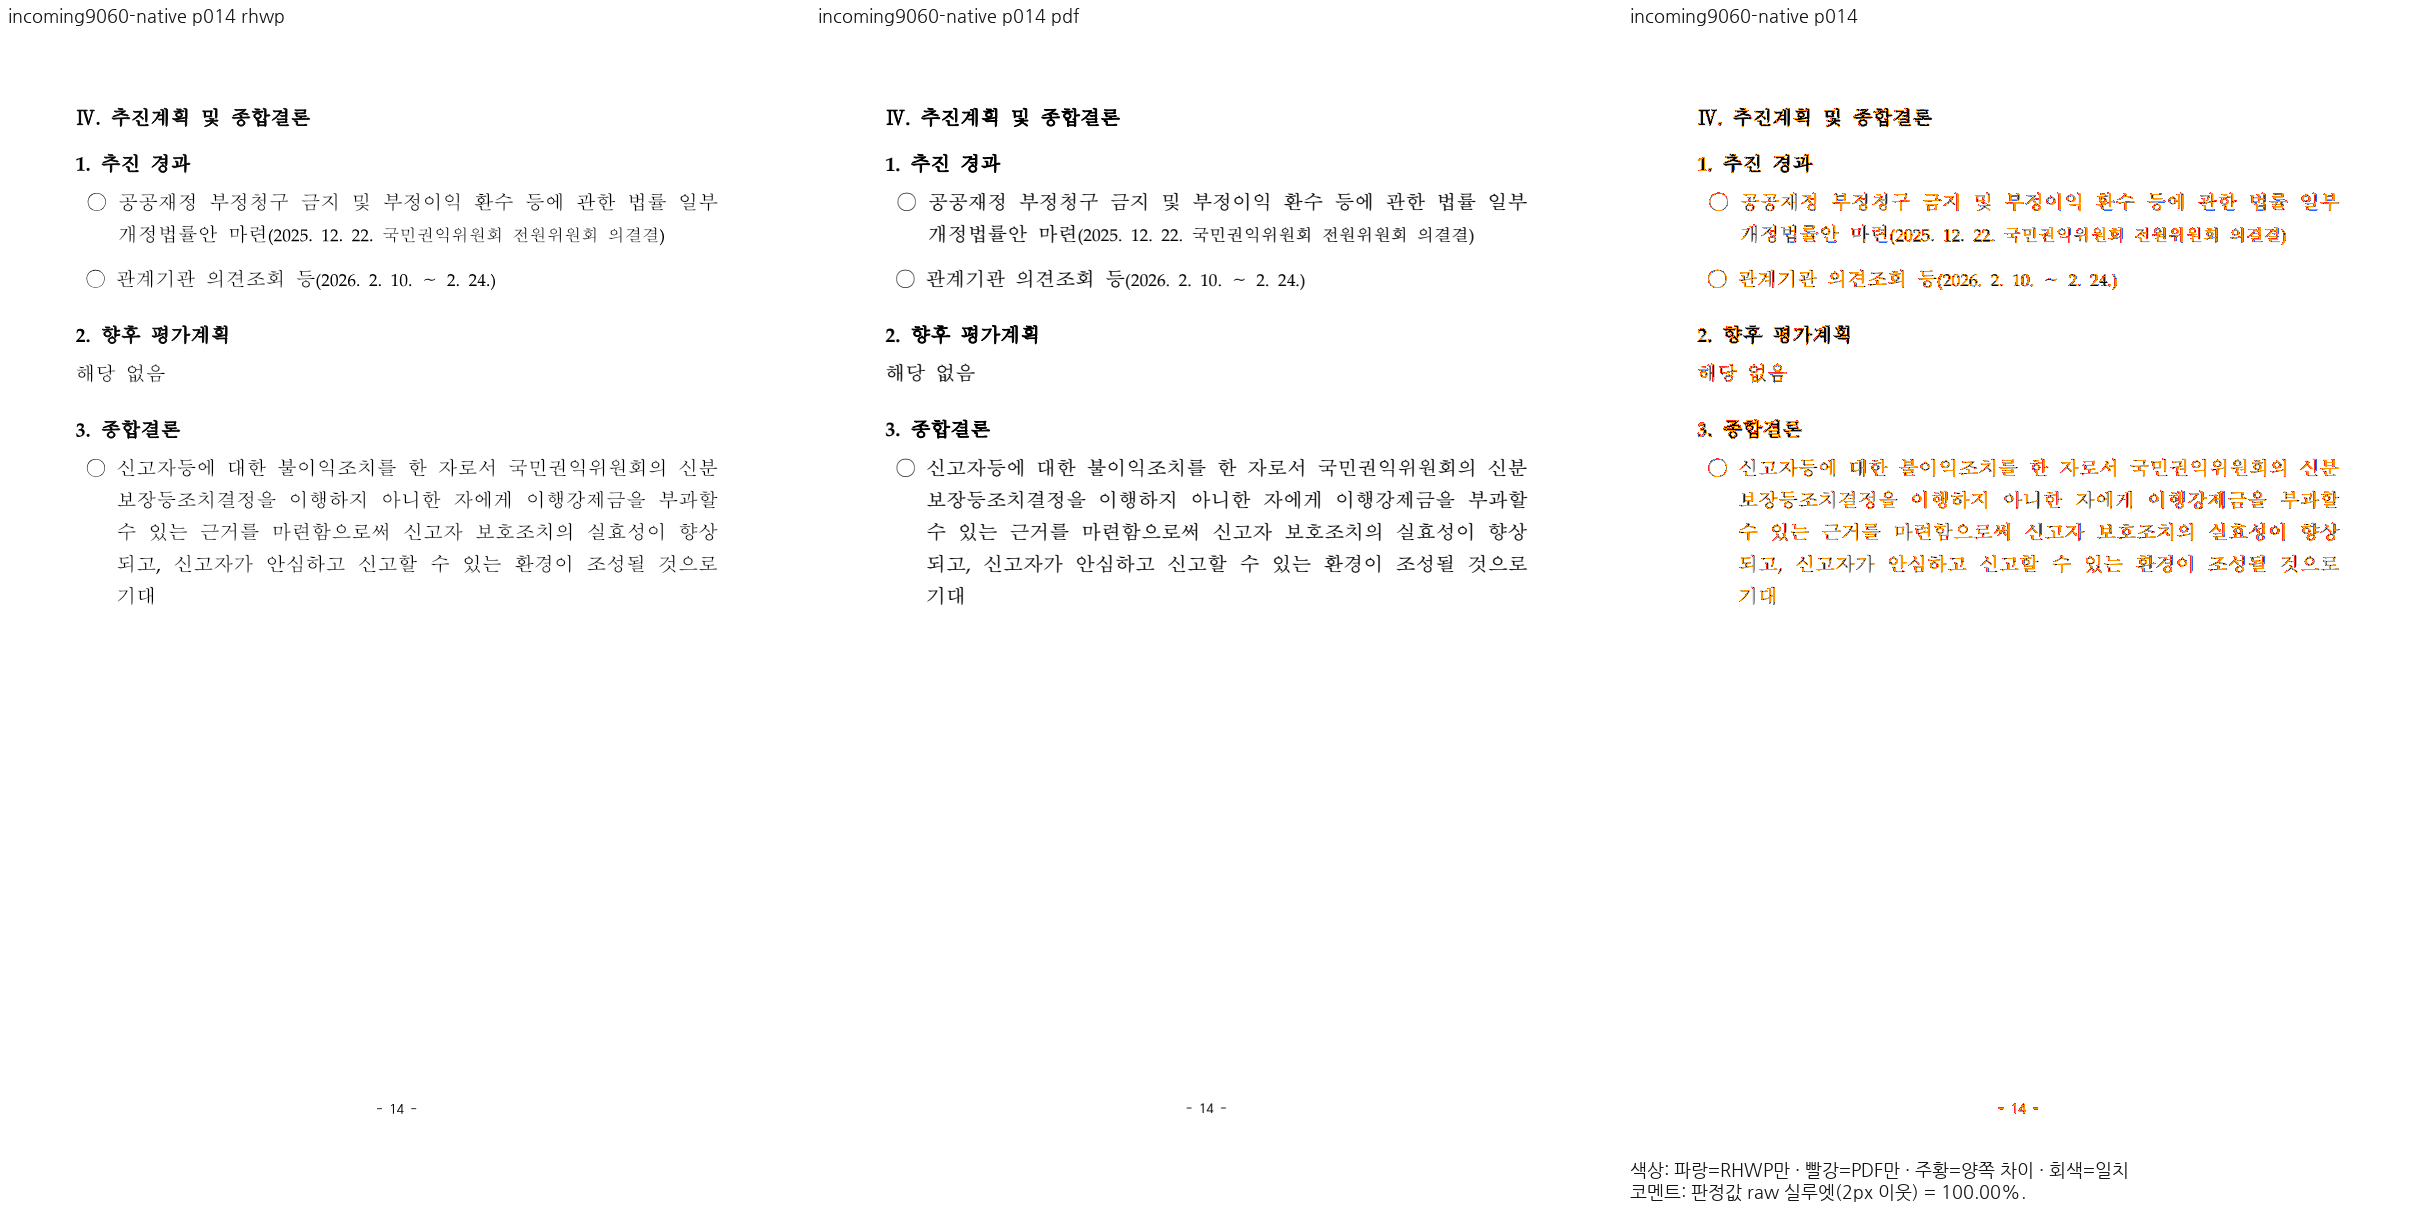 incoming9060-native p014 rhwp
Ⅳ. 추진계획 및 종합결론
1. 추진 경과
○ 공공재정 부정청구 금지 및 부정이익 환수 등에 관한 법률 일부
개정법률안 마련(2025. 12. 22. 국민권익위원회 전원위원회 의결결)
○ 관계기관 의견조회 등(2026. 2. 10. ~ 2. 24.)
2. 향후 평가계획
해당 없음
3. 종합결론
○ 신고자등에 대한 불이익조치를 한 자로서 국민권익위원회의 신분
보장등조치결정을 이행하지 아니한 자에게 이행강제금을 부과할
수 있는 근거를 마련함으로써 신고자 보호조치의 실효성이 향상
되고, 신고자가 안심하고 신고할 수 있는 환경이 조성될 것으로
기대
- 14 -
incoming9060-native p014 pdf
Ⅳ. 추진계획 및 종합결론
1. 추진 경과
○ 공공재정 부정청구 금지 및 부정이익 환수 등에 관한 법률 일부
개정법률안 마련(2025. 12. 22. 국민권익위원회 전원위원회 의결결)
○ 관계기관 의견조회 등(2026. 2. 10. ~ 2. 24.)
2. 향후 평가계획
해당 없음
3. 종합결론
○ 신고자등에 대한 불이익조치를 한 자로서 국민권익위원회의 신분
보장등조치결정을 이행하지 아니한 자에게 이행강제금을 부과할
수 있는 근거를 마련함으로써 신고자 보호조치의 실효성이 향상
되고, 신고자가 안심하고 신고할 수 있는 환경이 조성될 것으로
기대
- 14 -
incoming9060-native p014
Ⅳ. 추진계획 및 종합결론
1. 추진 경과
○ 공공재정 부정청구 금지 및 부정이익 환수 등에 관한 법률 일부
개정법률안 마련(2025. 12. 22. 국민권익위원회 전원위원회 의결결)
○ 관계기관 의견조회 등(2026. 2. 10. ~ 2. 24.)
2. 향후 평가계획
해당 없음
3. 종합결론
○ 신고자등에 대한 불이익조치를 한 자로서 국민권익위원회의 신분
보장등조치결정을 이행하지 아니한 자에게 이행강제금을 부과할
수 있는 근거를 마련함으로써 신고자 보호조치의 실효성이 향상
되고, 신고자가 안심하고 신고할 수 있는 환경이 조성될 것으로
기대
- 14 -
색상: 파랑=RHWP만 · 빨강=PDF만 · 주황=양쪽 차이 · 회색=일치
코멘트: 판정값 raw 실루엣(2px 이웃) = 100.00%.